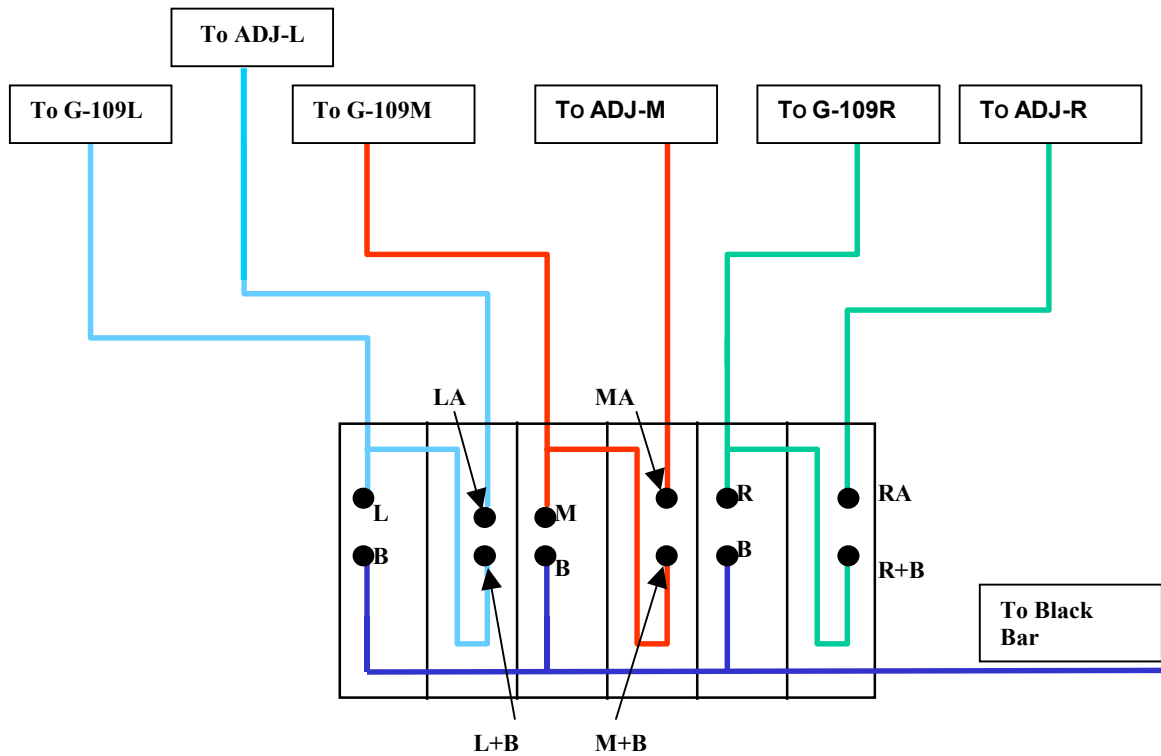 To ADJ-L
To G-109L
To G-109M
To ADJ-M
To G-109R
To ADJ-R
LA
MA
L
M
R
RA
B
B
B
R+B
To Black
Bar
L+B
M+B